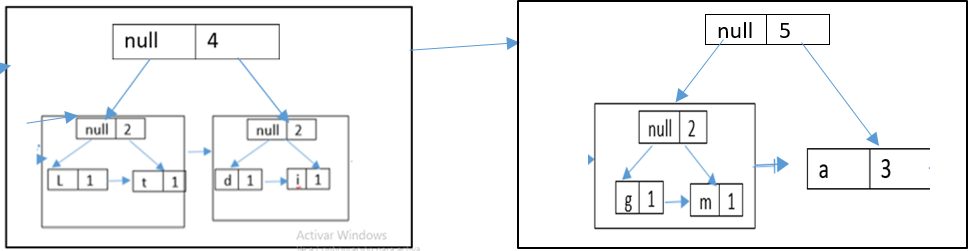 null 4
null 5
null 2
null 2
null 2
L 1
t 1
d 1
i 1
g 1
m 1
a 3
Activar Windows